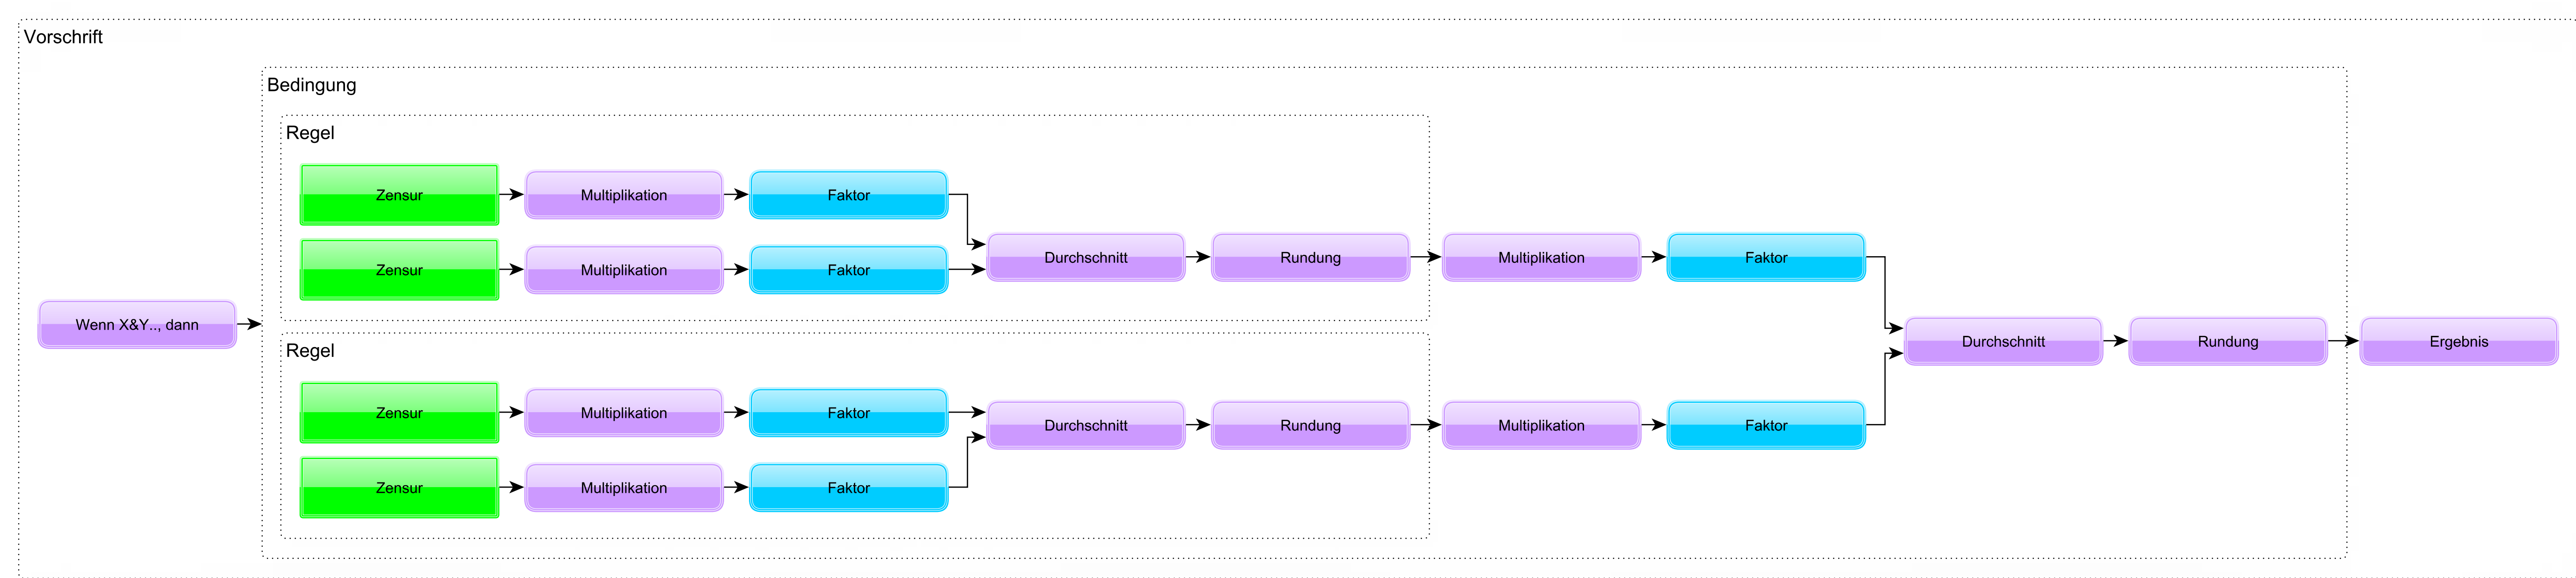 Vorschrift
Bedingung
Regel
Zensur
Multiplikation
Faktor
Zensur
Multiplikation
Faktor
Durchschnitt
Rundung
Multiplikation
Faktor
Wenn X&Y.., dann
Regel
Zensur
Multiplikation
Faktor
Zensur
Multiplikation
Faktor
Durchschnitt
Rundung
Multiplikation
Faktor
Durchschnitt
Rundung
Ergebnis